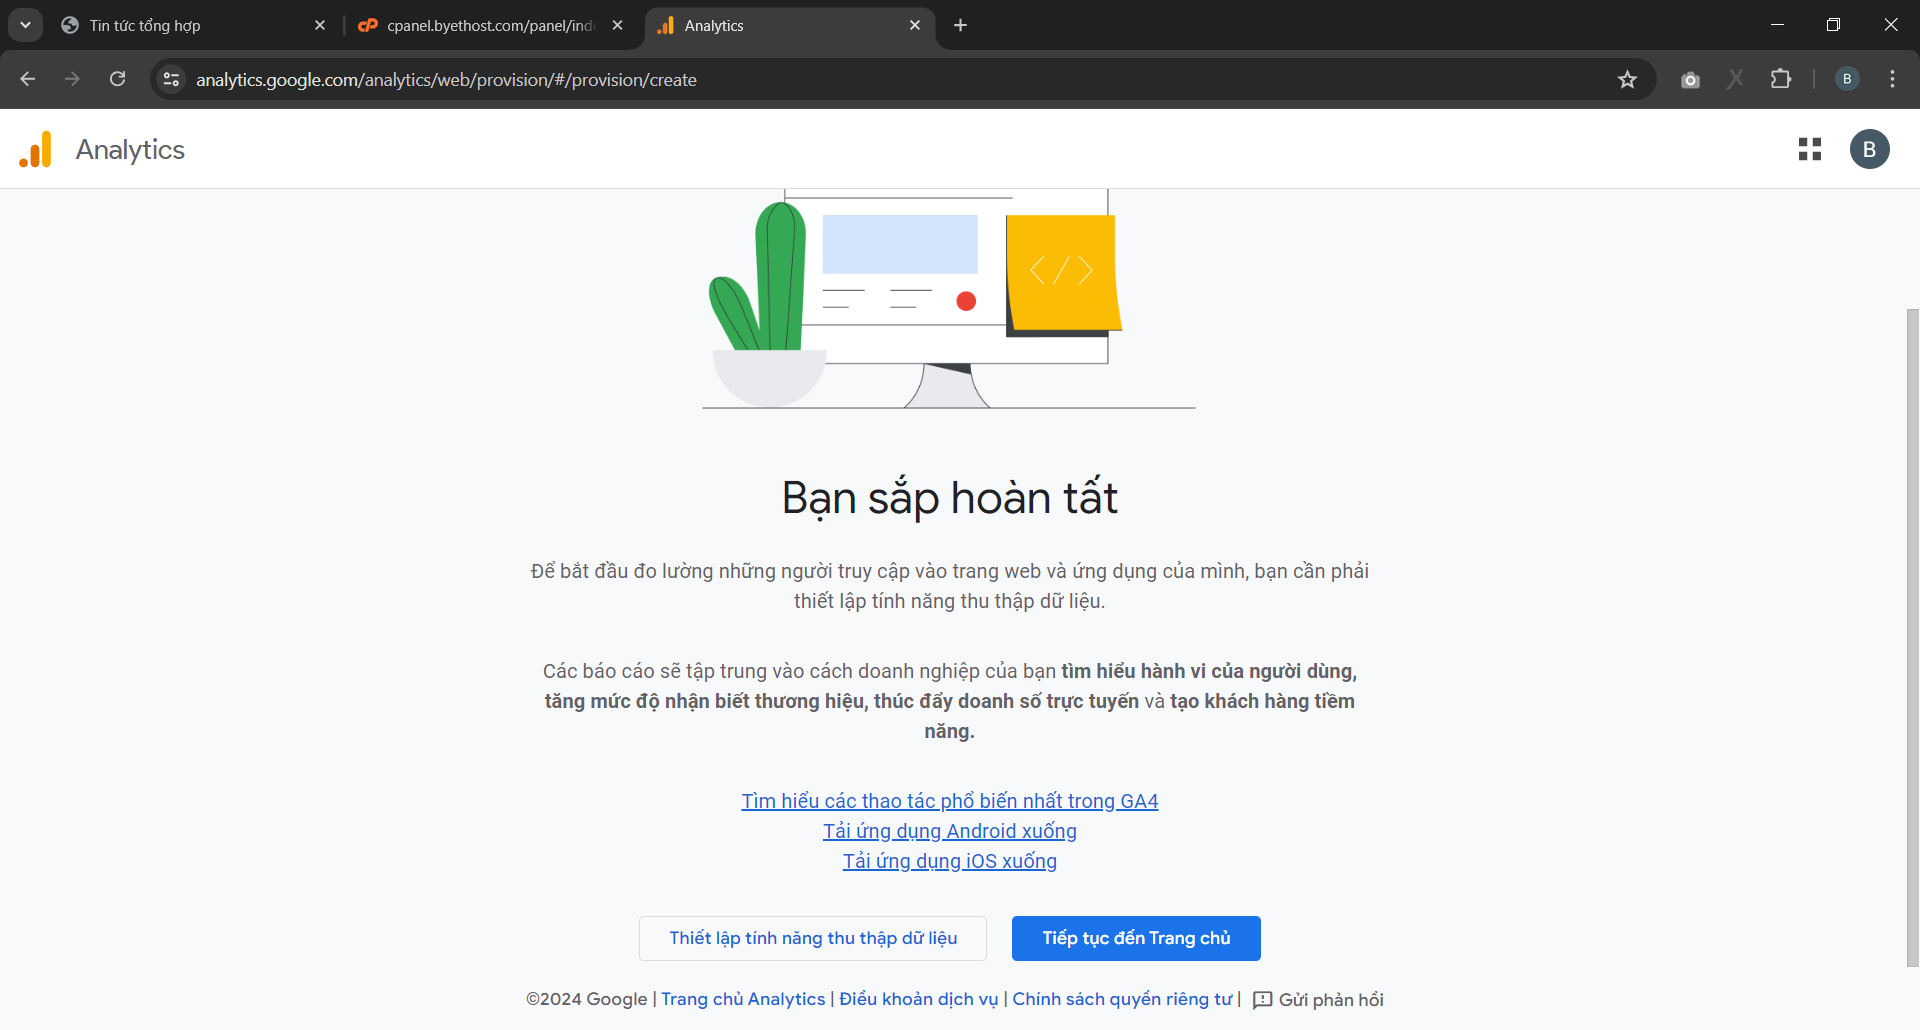 Tin tức tổng hợp
cpanel.byethost.com/panel/ind
Analytics
analytics.google.com/analytics/web/provision/#/provision/create
B
Analytics
B
</>
Bạn sắp hoàn tất
Để bắt đầu đo lường những người truy cập vào trang web và ứng dụng của mình, bạn cần phải
thiết lập tính năng thu thập dữ liệu.
Các báo cáo sẽ tập trung vào cách doanh nghiệp của bạn tìm hiểu hành vi của người dùng,
tăng mức độ nhận biết thương hiệu, thúc đẩy doanh số trực tuyến và tạo khách hàng tiềm
năng.
Tìm hiểu các thao tác phổ biến nhất trong GA4
Tải ứng dụng Android xuống
Tải ứng dụng iOS xuống
Thiết lập tính năng thu thập dữ liệu
Tiếp tục đến Trang chủ
©2024 Google | Trang chủ Analytics | Điều khoản dịch vụ | Chính sách quyền riêng tư | Gửi phản hồi